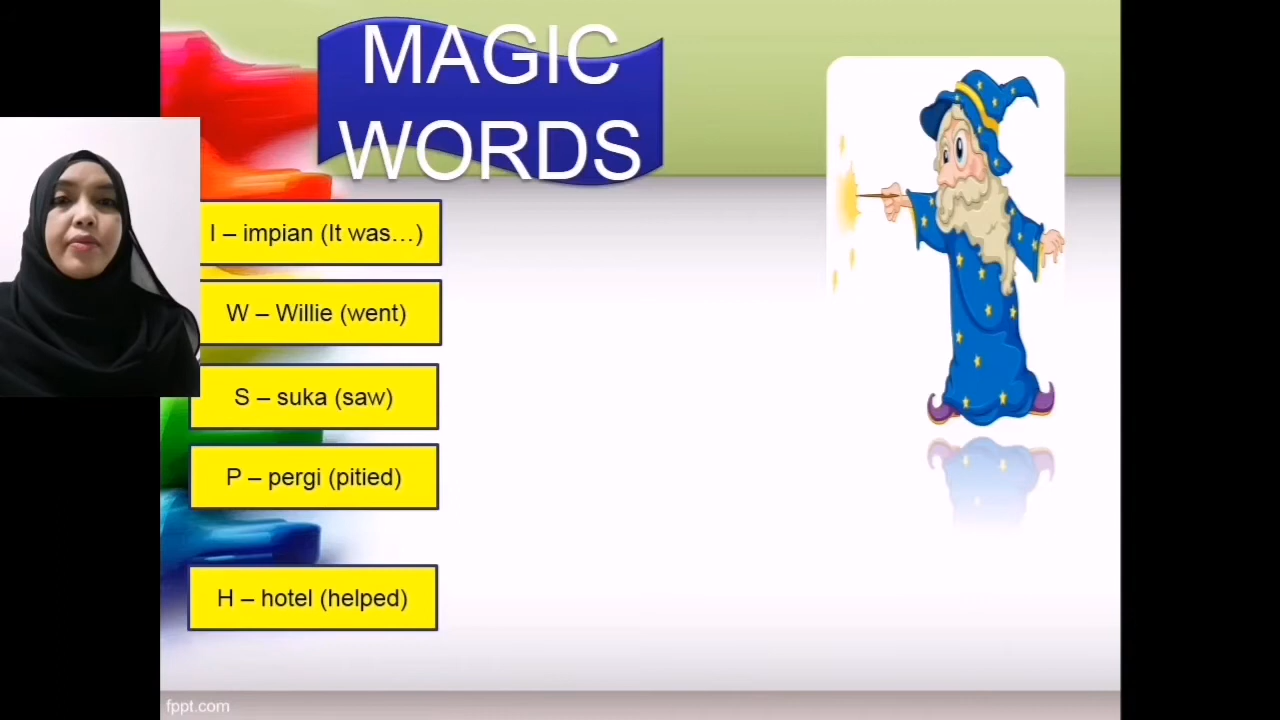 MAGIC
WORDS
I – impian (It was…)
W – Willie (went)
S – suka (saw)
P – pergi (pitied)
H – hotel (helped)
fppt.com